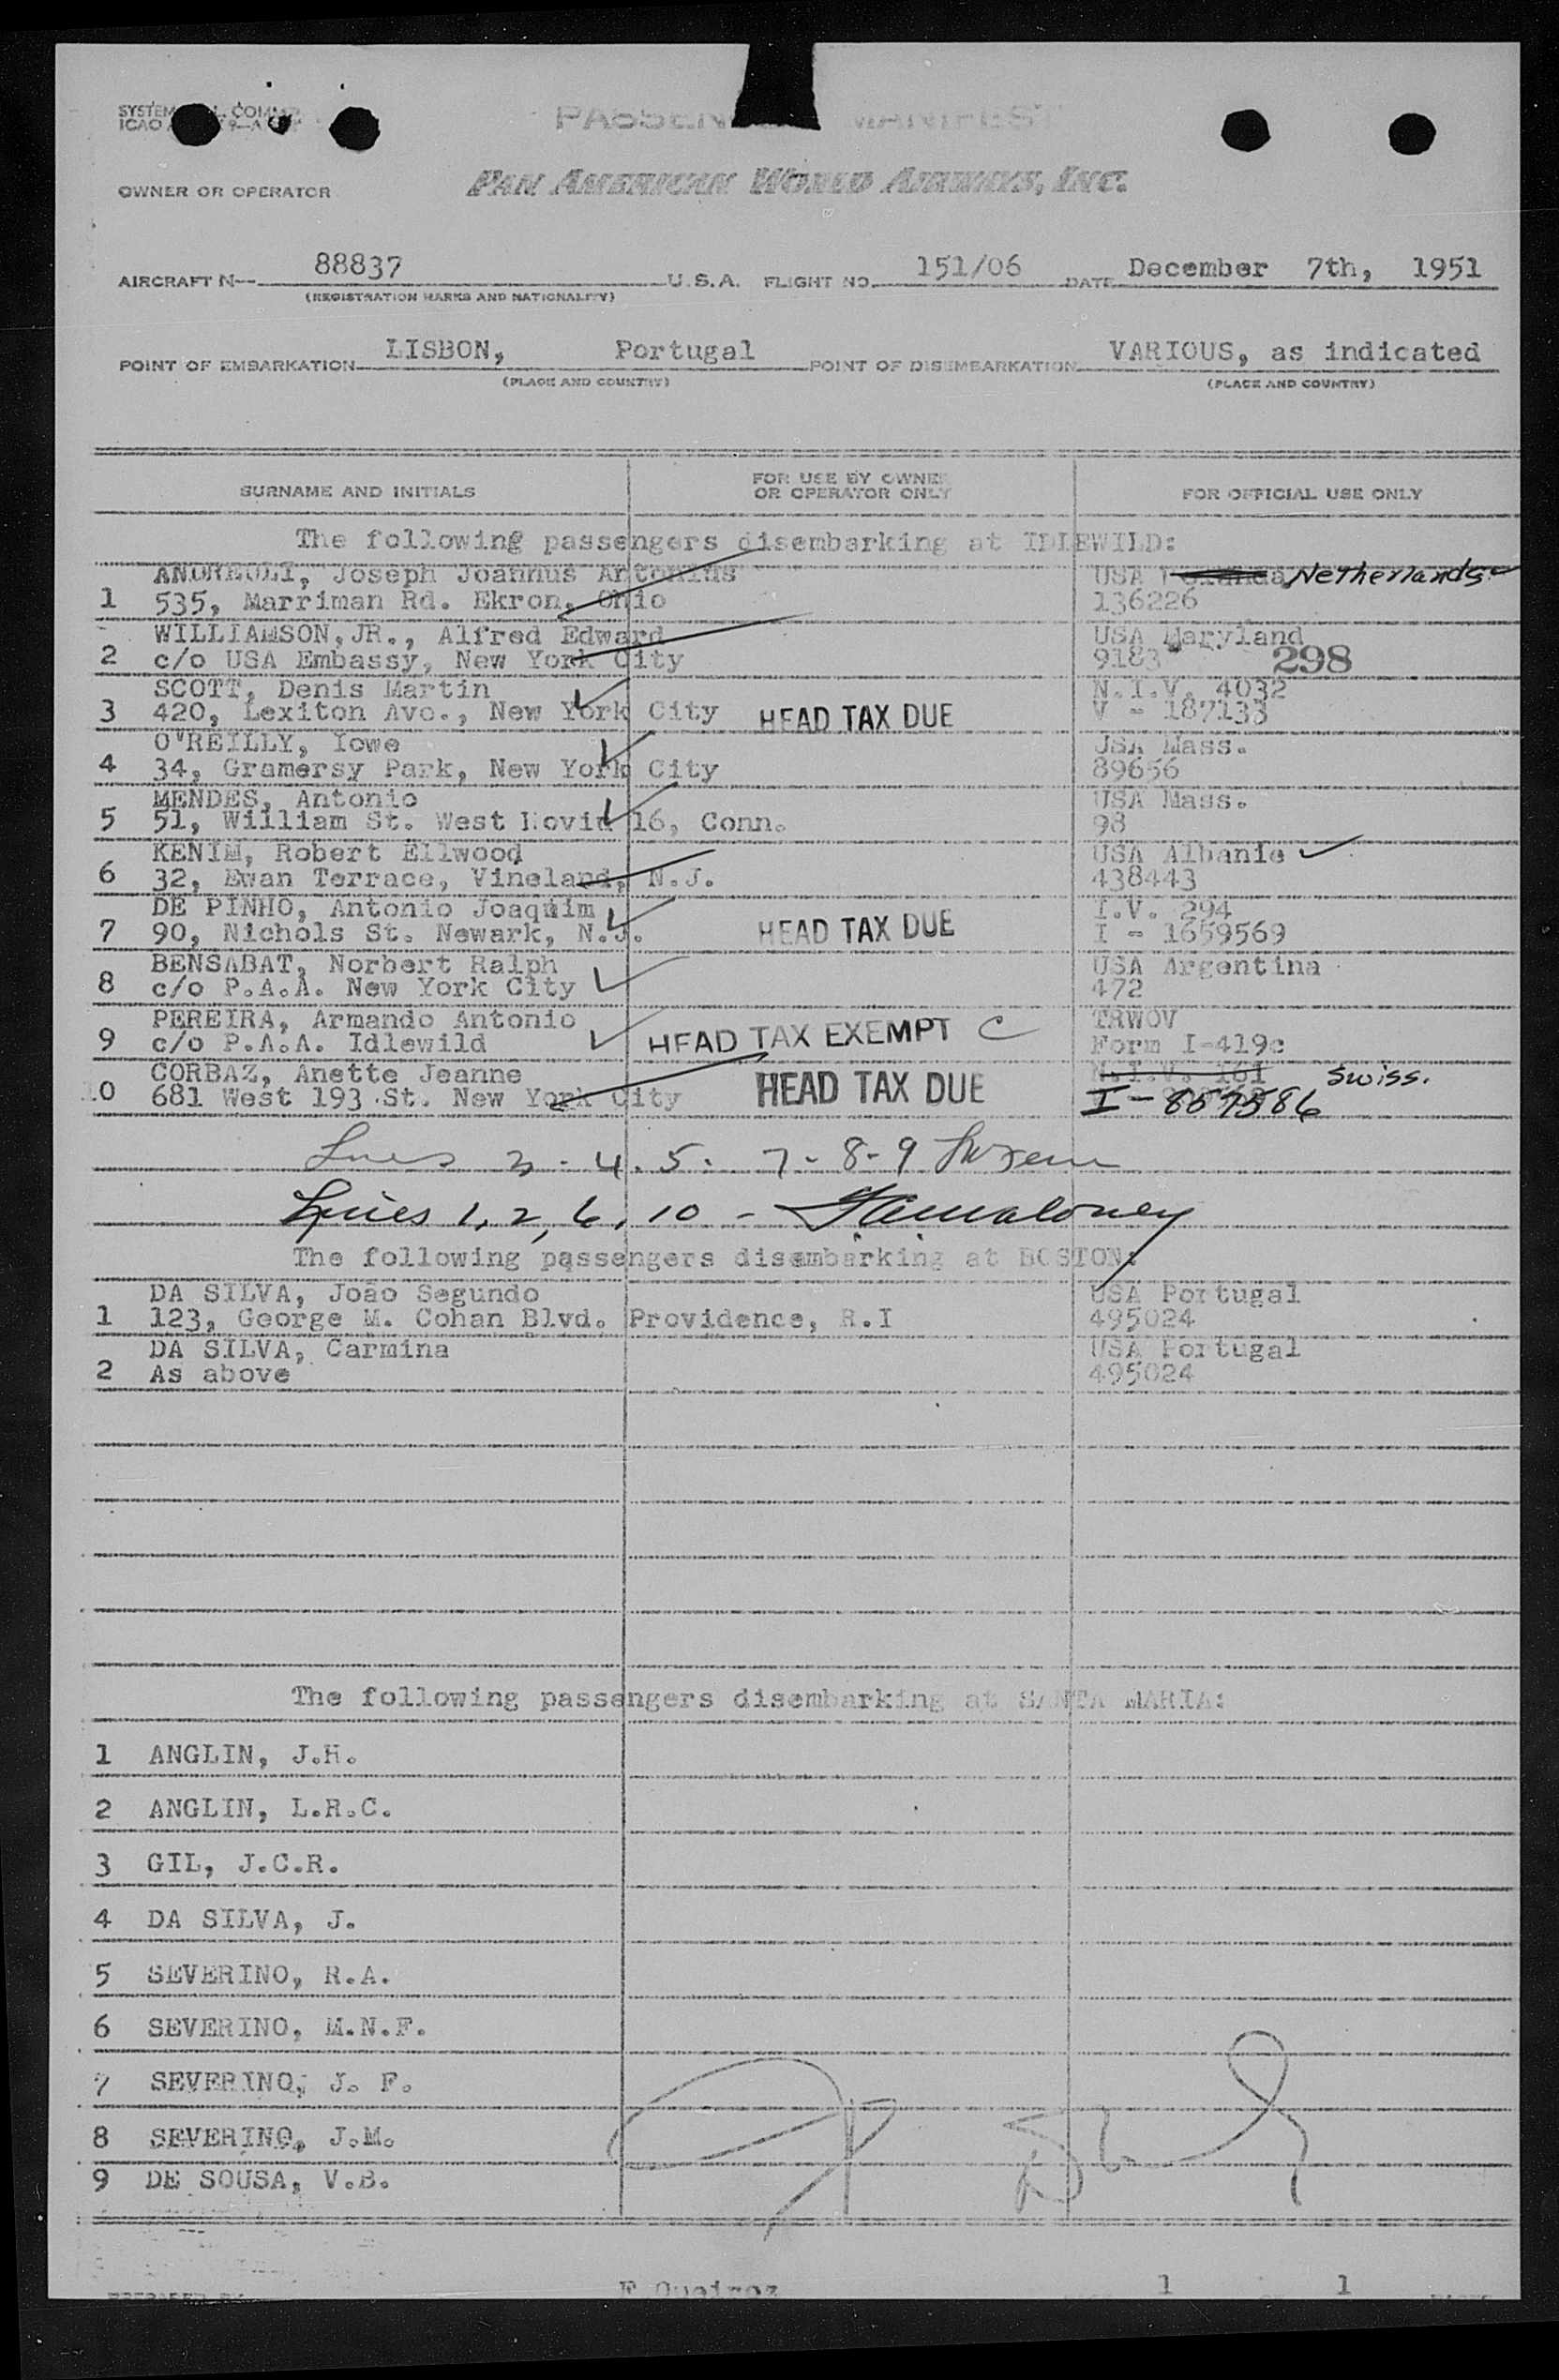 PASSENGER MANIFEST
OWNER OR OPERATOR PAN AMERICAN WORLD AIRWAYS, INC.
AIRCRAFT N— 88837 U.S.A. FLIGHT NO. 151/06 DATE December 7th, 1951
(REGISTRATION MARKS AND NATIONALITY)
POINT OF EMBARKATION LISBON, Portugal POINT OF DISEMBARKATION VARIOUS, as indicated
(PLACE AND COUNTRY) (PLACE AND COUNTRY)
SURNAME AND INITIALS FOR USE BY OWNER OR OPERATOR ONLY FOR OFFICIAL USE ONLY
The following passengers disembarking at IDLEWILD:
ANDREOLI, Joseph Joannus Antonius USA Netherlands
1 535, Marriman Rd. Ekron, Ohio 136226
WILLIAMSON,JR., Alfred Edward USA Maryland
2 c/o USA Embassy, New York City 9183 298
SCOTT, Denis Martin N.I.V. 4032
3 420, Lexiton Ave., New York City HEAD TAX DUE V - 187133
O'REILLY, Iowe USA Mass.
4 34, Gramersy Park, New York City 89656
MENDES, Antonio USA Mass.
5 51, William St. West 16, Conn. 98
KENIM, Robert Ellwood USA Albanie
6 32, Ewan Terrace, Vineland, N.J. 438443
DE PINHO, Antonio Joaquim I.V. 294
7 90, Nichols St. Newark, N.J. HEAD TAX DUE I - 1659569
BENSABAT, Norbert Ralph USA Argentina
8 c/o P.A.A. New York City 472
PEREIRA, Armando Antonio TRWOV
9 c/o P.A.A. Idlewild HEAD TAX EXEMPT C Form I-419c
CORBAZ, Anette Jeanne N.I.V. 161 Swiss.
10 681 West 193 St. New York City HEAD TAX DUE I - 857586
Lines 3 - 4. 5. 7 - 8 - 9
Lines 1, 2, 6, 10 -
The following passengers disembarking at BOSTON:
DA SILVA, João Segundo USA Portugal
1 123, George M. Cohan Blvd. Providence, R.I 495024
DA SILVA, Carmina USA Portugal
2 As above 495024
The following passengers disembarking at SANTA MARIA:
1 ANGLIN, J.H.
2 ANGLIN, L.R.C.
3 GIL, J.C.R.
4 DA SILVA, J.
5 SEVERINO, R.A.
6 SEVERINO, M.N.F.
7 SEVERINO, J. F.
8 SEVERINO, J.M.
9 DE SOUSA, V.B.
F Queiroz 1 1